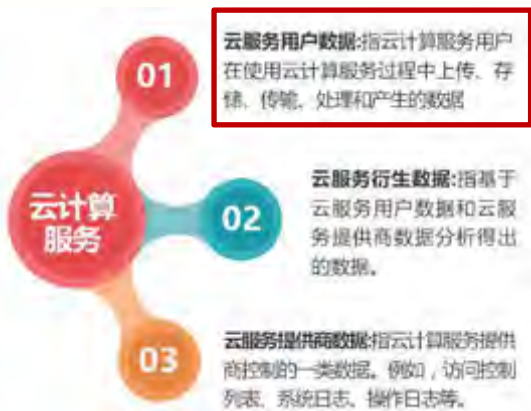 01
云服务用户数据:指云计算服务用户
在使用云计算服务过程中上传、存
储、传输、处理和产生的数据
云计算
服务
02
云服务衍生数据:指基于
云服务用户数据和云服
务提供商数据分析得出
的数据。
03
云服务提供商数据:指云计算服务提供
商控制的一类数据。例如，访问控制
列表、系统日志、操作日志等。